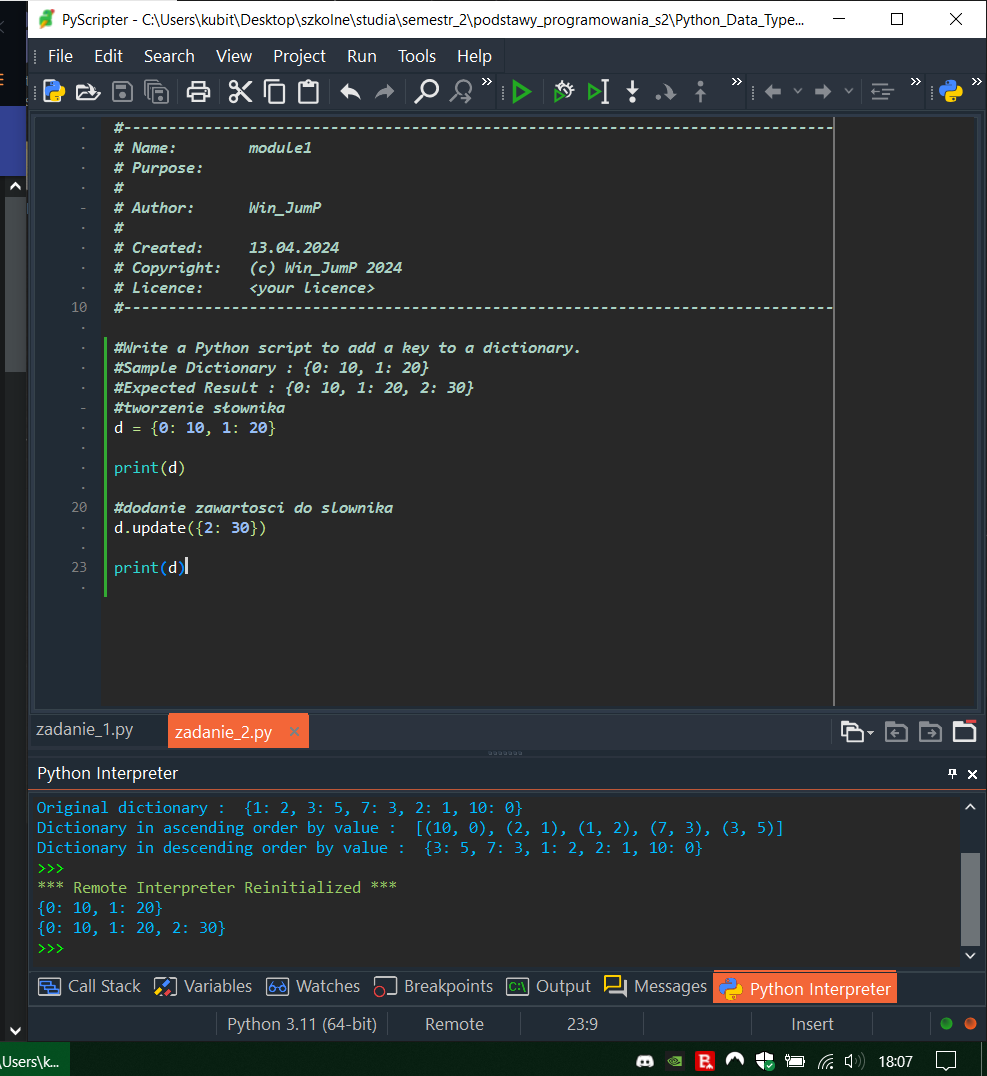 PyScripter - C:\Users\kubit\Desktop\szkolne\studia\semestr_2\podstawy_programowania_s2\Python_Data_Type...
File Edit Search View Project Run Tools Help
#-------------------------------------------------------------------------------
# Name:        module1
# Purpose:
#
# Author:      Win_JumP
#
# Created:     13.04.2024
# Copyright:   (c) Win_JumP 2024
# Licence:     <your licence>
10 #-------------------------------------------------------------------------------
#Write a Python script to add a key to a dictionary.
#Sample Dictionary : {0: 10, 1: 20}
#Expected Result : {0: 10, 1: 20, 2: 30}
#tworzenie słownika
d = {0: 10, 1: 20}
print(d)
20 #dodanie zawartosci do slownika
d.update({2: 30})
23 print(d)
zadanie_1.py zadanie_2.py ×
Python Interpreter
Original dictionary :  {1: 2, 3: 5, 7: 3, 2: 1, 10: 0}
Dictionary in ascending order by value :  [(10, 0), (2, 1), (1, 2), (7, 3), (3, 5)]
Dictionary in descending order by value :  {3: 5, 7: 3, 1: 2, 2: 1, 10: 0}
>>>
*** Remote Interpreter Reinitialized ***
{0: 10, 1: 20}
{0: 10, 1: 20, 2: 30}
>>>
Call Stack Variables Watches Breakpoints C:\ Output Messages Python Interpreter
Python 3.11 (64-bit) Remote 23:9 Insert
\Users\k... 18:07